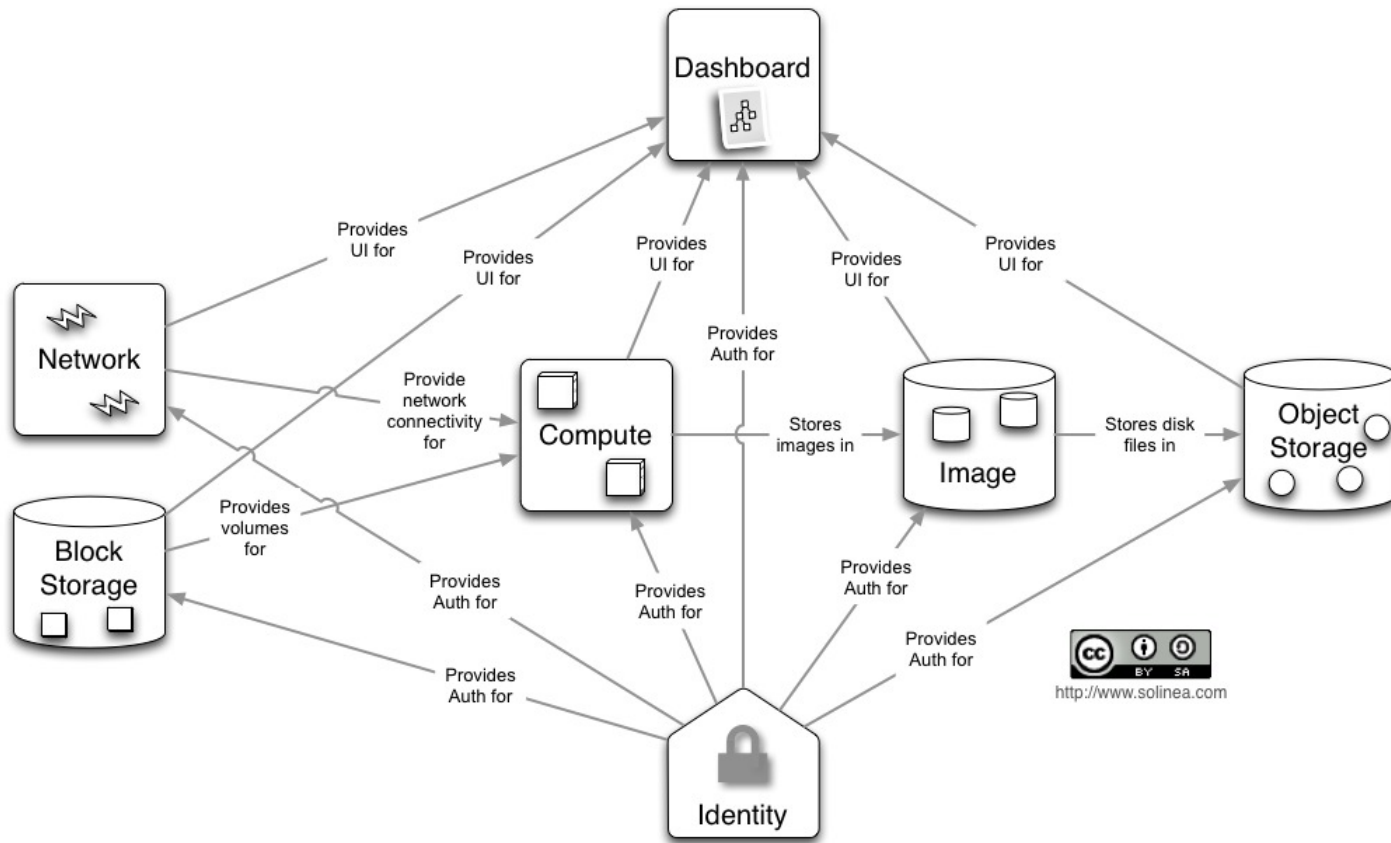 Dashboard
Provides
UI for
Provides
UI for
Provides
UI for
Provides
UI for
Provides
UI for
Network
Provides
Auth for
Provide
network
connectivity
for
Compute
Stores
images in
Image
Stores disk
files in
Object
Storage
Block
Storage
Provides
volumes
for
Provides
Auth for
Provides
Auth for
Provides
Auth for
Provides
Auth for
Provides
Auth for
cc
BY SA
http://www.solinea.com
Identity